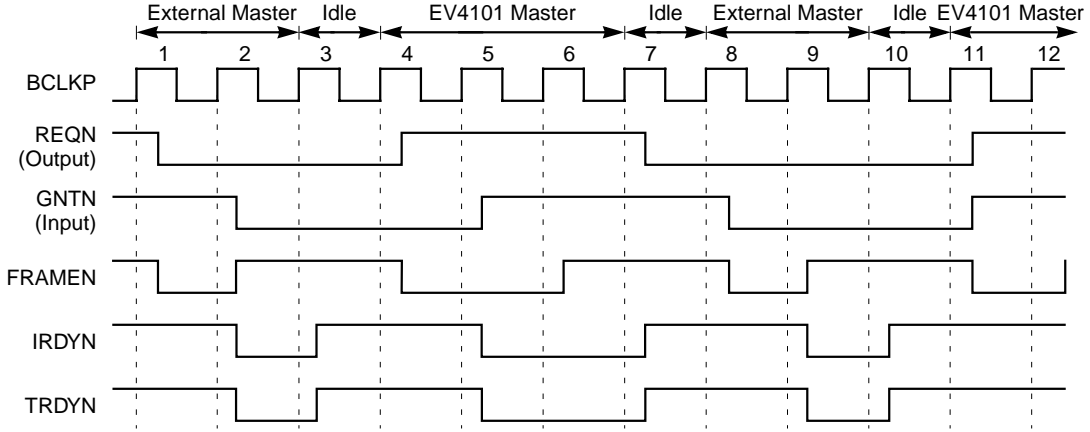 External Master Idle EV4101 Master Idle External Master Idle EV4101 Master
1 2 3 4 5 6 7 8 9 10 11 12
BCLKP
REQN
(Output)
GNTN
(Input)
FRAMEN
IRDYN
TRDYN